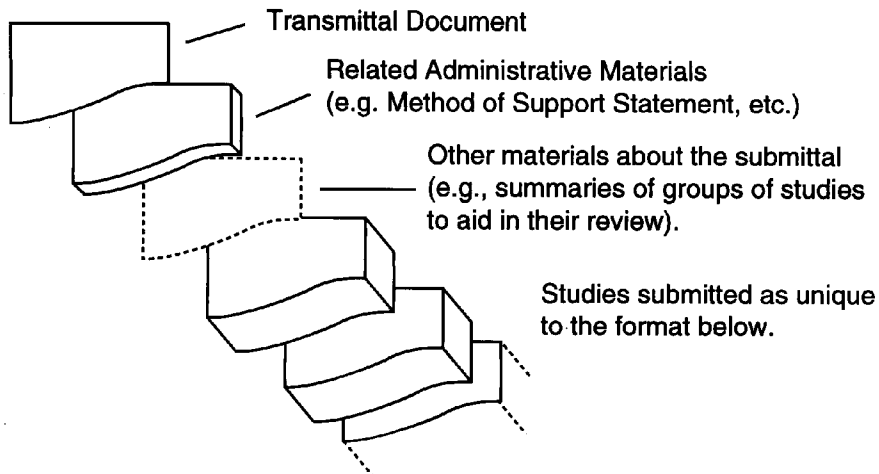 Transmittal Document
Related Administrative Materials
(e.g. Method of Support Statement, etc.)
Other materials about the submittal
(e.g., summaries of groups of studies
to aid in their review).
Studies submitted as unique
to the format below.